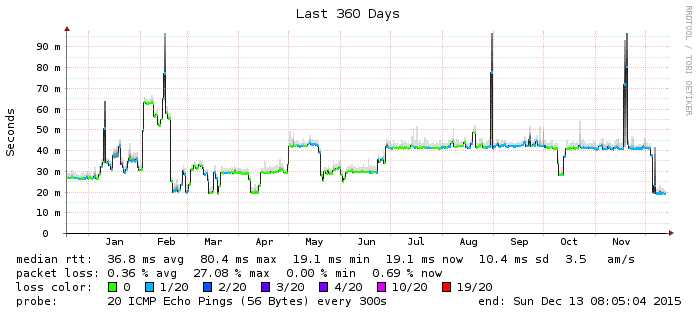 Last 360 Days
RRDTOOL / TOBI OETIKER
Seconds
90 m
80 m
70 m
60 m
50 m
40 m
30 m
20 m
10 m
0
Jan Feb Mar Apr May Jun Jul Aug Sep Oct Nov
median rtt: 36.8 ms avg 80.4 ms max 19.1 ms min 19.1 ms now 10.4 ms sd 3.5 am/s
packet loss: 0.36 % avg 27.08 % max 0.00 % min 0.69 % now
loss color: 0 1/20 2/20 3/20 4/20 10/20 19/20
probe: 20 ICMP Echo Pings (56 Bytes) every 300s end: Sun Dec 13 08:05:04 2015